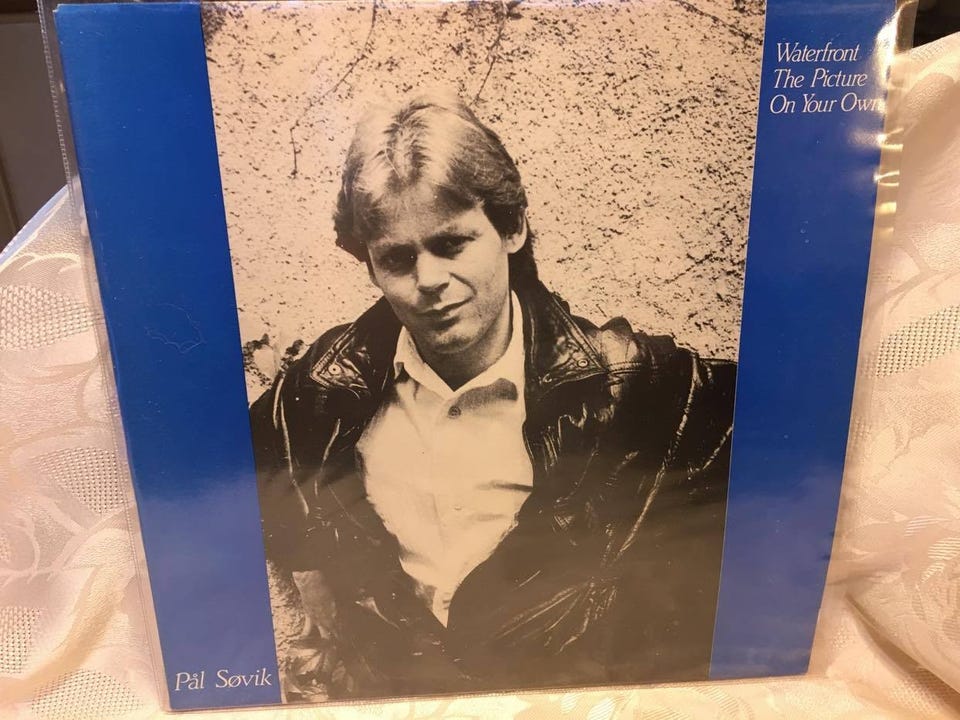 Waterfront
The Picture
On Your Own
Pål Søvik